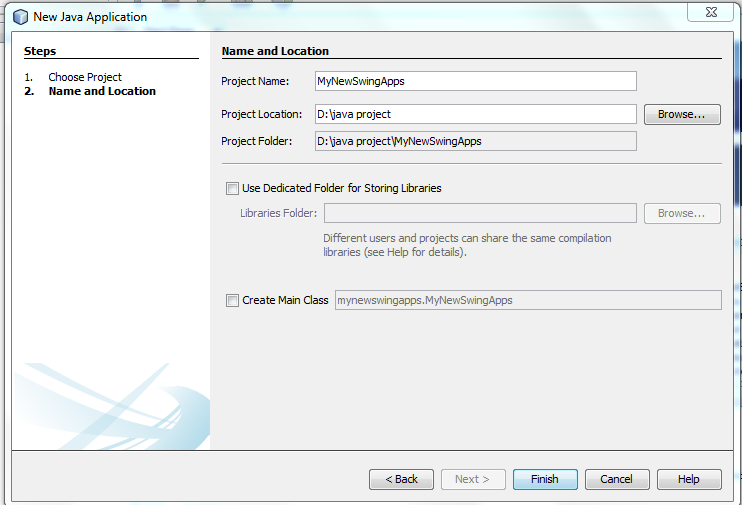 New Java Application
Steps
1. Choose Project
2. Name and Location
Name and Location
Project Name: MyNewSwingApps
Project Location: D:\java project Browse...
Project Folder: D:\java project\MyNewSwingApps
Use Dedicated Folder for Storing Libraries
Libraries Folder: Browse...
Different users and projects can share the same compilation
libraries (see Help for details).
Create Main Class mynewswingapps.MyNewSwingApps
< Back Next > Finish Cancel Help